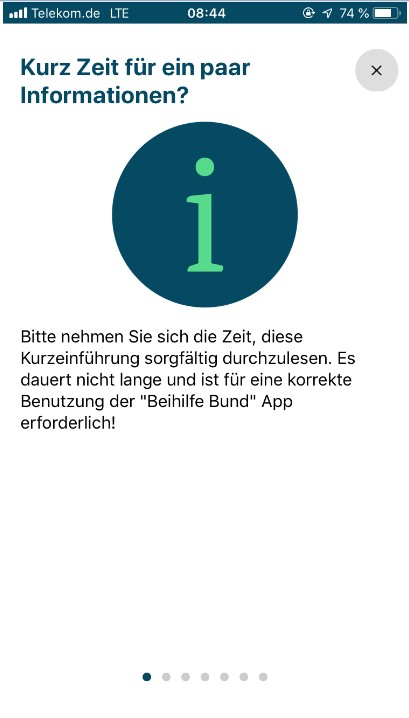 Telekom.de LTE 08:44 74 %
Kurz Zeit für ein paar
Informationen?
i
Bitte nehmen Sie sich die Zeit, diese
Kurzeinführung sorgfältig durchzulesen. Es
dauert nicht lange und ist für eine korrekte
Benutzung der "Beihilfe Bund" App
erforderlich!